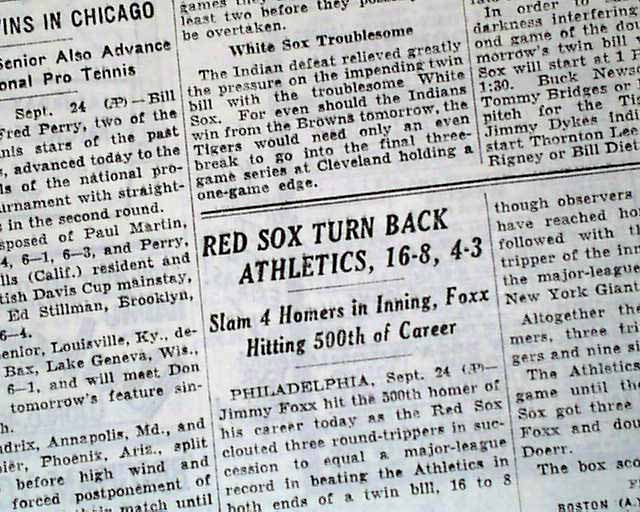 WINS IN CHICAGO
Senior Also Advance
onal Pro Tennis
Sept. 24 (AP)—Bill
Fred Perry, two of the
nnis stars of the past
, advanced today to the
ls of the national pro-
urnament with straight-
s in the second round.
sposed of Paul Martin,
4, 6—1, 6—3, and Perry,
lls (Calif.) resident and
tish Davis Cup mainstay,
Ed Stillman, Brooklyn,
6—4.
Senior, Louisville, Ky., de-
Bax, Lake Geneva, Wis.,
6—1, and will meet Don
tomorrow's feature sin-
h.
ndrix, Annapolis, Md., and
ier, Phoenix, Ariz., split
before high wind and
forced postponement of
match until
games they
least two before they
be overtaken.
White Sox Troublesome
The Indian defeat relieved greatly
the pressure on the impending twin
bill with the troublesome White
Sox. For even should the Indians
win from the Browns tomorrow, the
Tigers would need only an even
break to go into the final three-
game series at Cleveland holding a
one-game edge.
RED SOX TURN BACK
ATHLETICS, 16-8, 4-3
Slam 4 Homers in Inning, Foxx
Hitting 500th of Career
PHILADELPHIA, Sept. 24 (AP)—
Jimmy Foxx hit the 500th homer of
his career today as the Red Sox
clouted three round-trippers in suc-
cession to equal a major-league
record in beating the Athletics in
both ends of a twin bill, 16 to 8
In order to
darkness interfering
ond game of the dou
morrow's twin bill
Sox will start at 1 P
1:30. Buck Newso
Tommy Bridges or
pitch for the Ti
Jimmy Dykes indi
start Thornton Lee
Rigney or Bill Diet
though observers
have reached ho
followed with t
tripper of the inn
the major-league
New York Giant
Altogether the
mers, three tri
gers and nine si
The Athletics
game until the
Sox got three
Foxx and dou
Doerr.
The box sco
BOSTON (A.